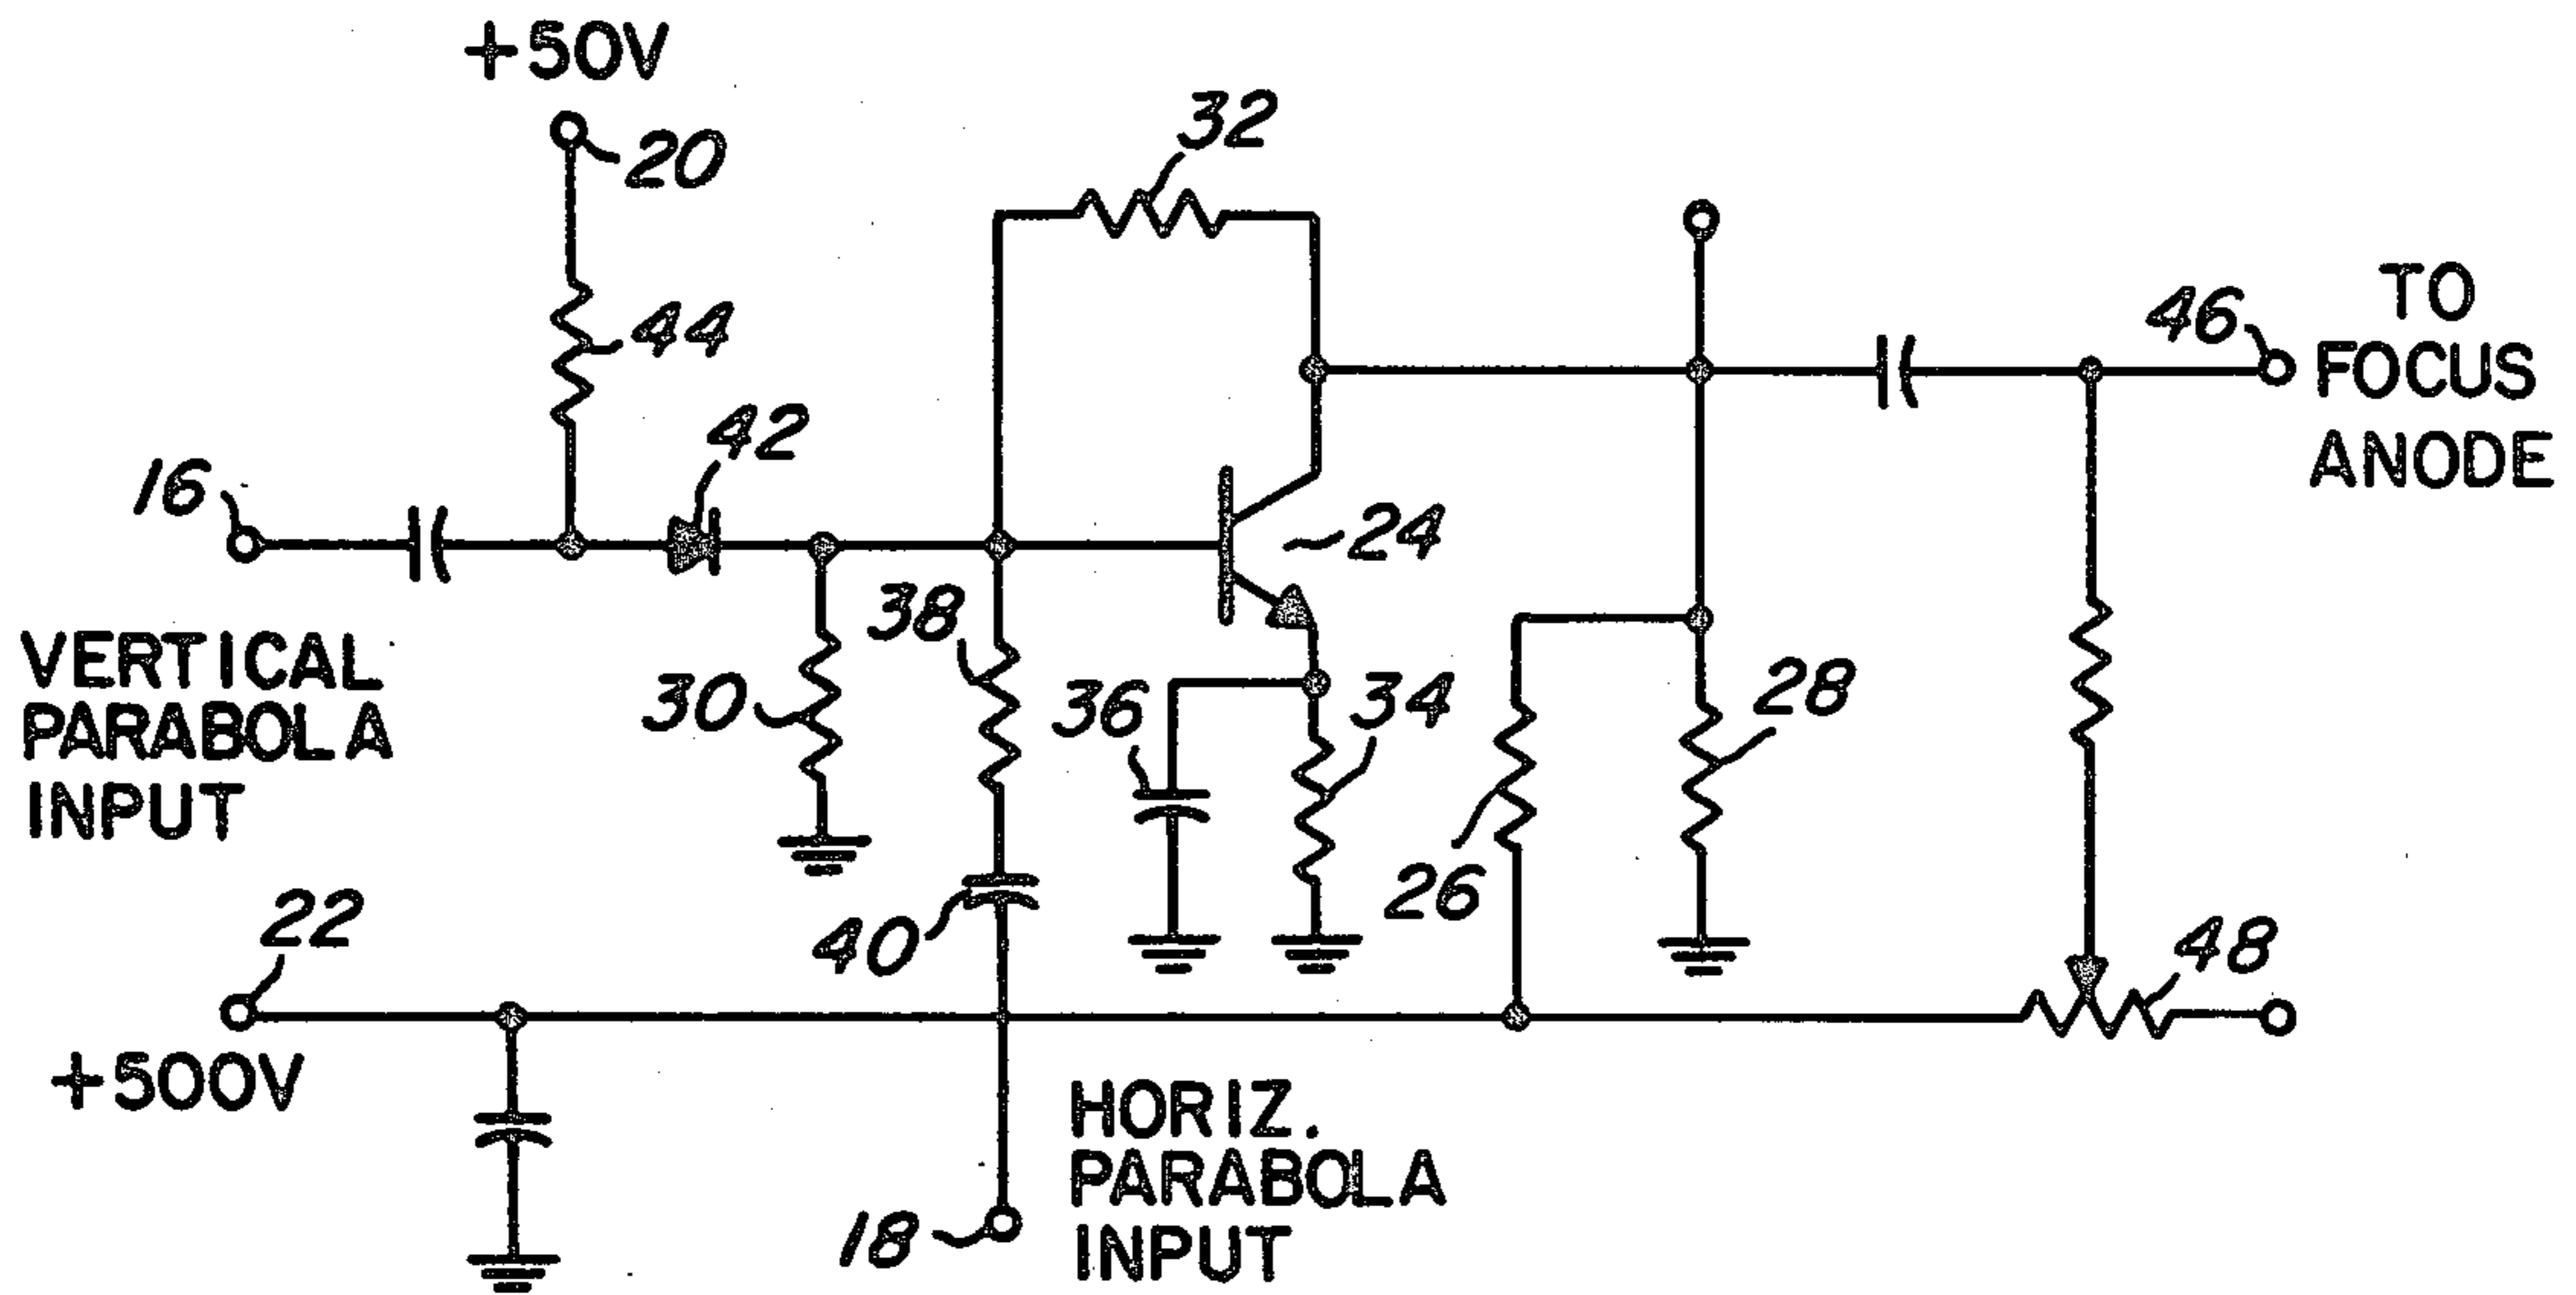 +50V
20
32
44
42
16
46
TO
FOCUS
ANODE
24
38
VERTICAL
PARABOLA
INPUT
30
36
34
28
26
40
22
48
+500V
HORIZ.
PARABOLA
INPUT
18